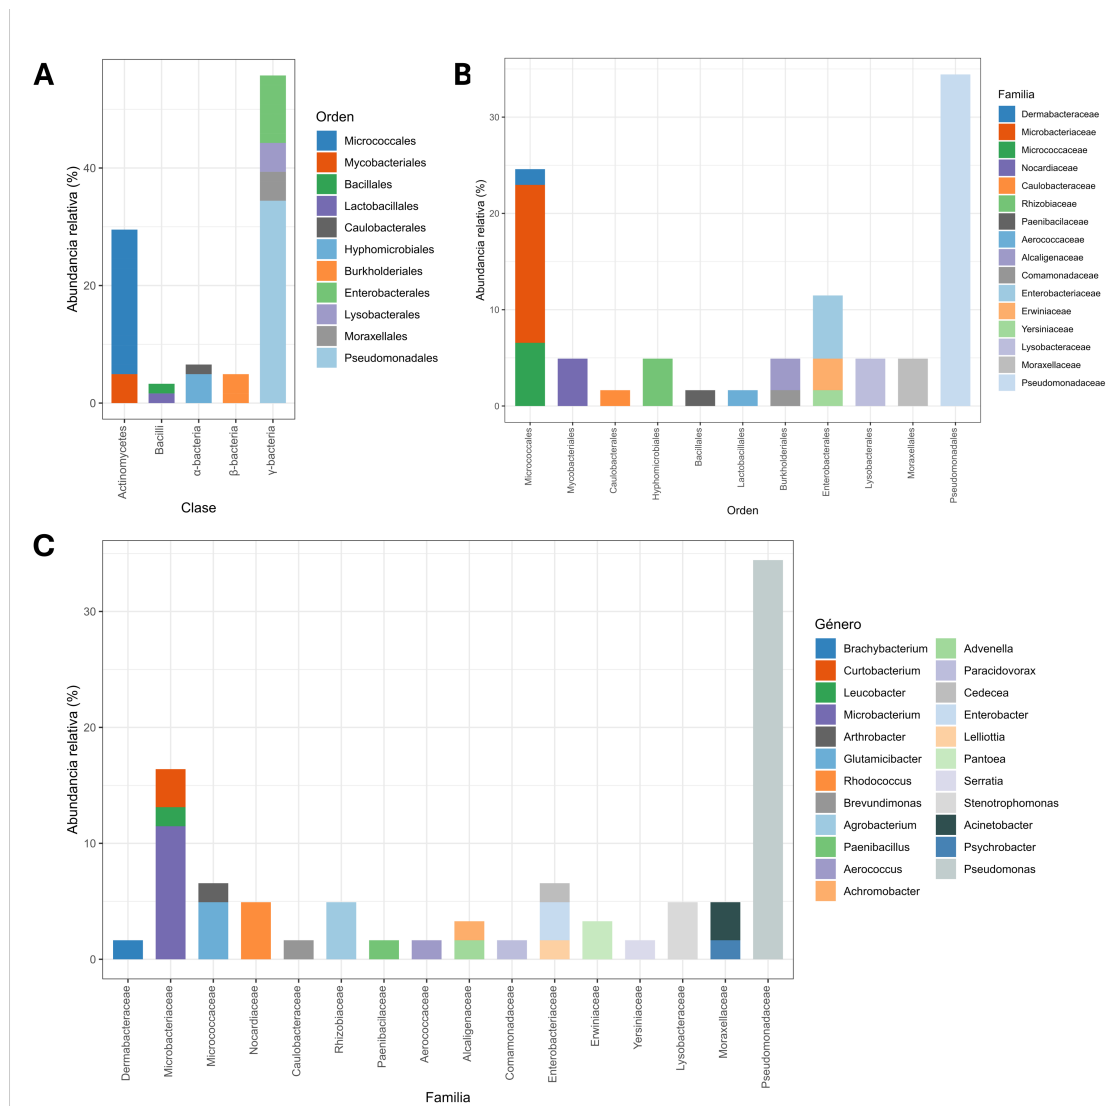 A
Abundancia relativa (%)
40
20
0
Actinomycetes
Bacilli
α-bacteria
β-bacteria
γ-bacteria
Clase
Orden
Micrococcales
Mycobacteriales
Bacillales
Lactobacillales
Caulobacterales
Hyphomicrobiales
Burkholderiales
Enterobacterales
Lysobacterales
Moraxellales
Pseudomonadales
B
Abundancia relativa (%)
30
20
10
0
Micrococcales
Mycobacteriales
Caulobacterales
Hyphomicrobiales
Bacillales
Lactobacillales
Burkholderiales
Enterobacterales
Lysobacterales
Moraxellales
Pseudomonadales
Orden
Familia
Dermabacteraceae
Microbacteriaceae
Micrococcaceae
Nocardiaceae
Caulobacteraceae
Rhizobiaceae
Paenibacilaceae
Aerococcaceae
Alcaligenaceae
Comamonadaceae
Enterobacteriaceae
Erwiniaceae
Yersiniaceae
Lysobacteraceae
Moraxellaceae
Pseudomonadaceae
C
Abundancia relativa (%)
30
20
10
0
Dermabacteraceae
Microbacteriaceae
Micrococcaceae
Nocardiaceae
Caulobacteraceae
Rhizobiaceae
Paenibacilaceae
Aerococcaceae
Alcaligenaceae
Comamonadaceae
Enterobacteriaceae
Erwiniaceae
Yersiniaceae
Lysobacteraceae
Moraxellaceae
Pseudomonadaceae
Familia
Género
Brachybacterium
Curtobacterium
Leucobacter
Microbacterium
Arthrobacter
Glutamicibacter
Rhodococcus
Brevundimonas
Agrobacterium
Paenibacillus
Aerococcus
Achromobacter
Advenella
Paracidovorax
Cedecea
Enterobacter
Lelliottia
Pantoea
Serratia
Stenotrophomonas
Acinetobacter
Psychrobacter
Pseudomonas